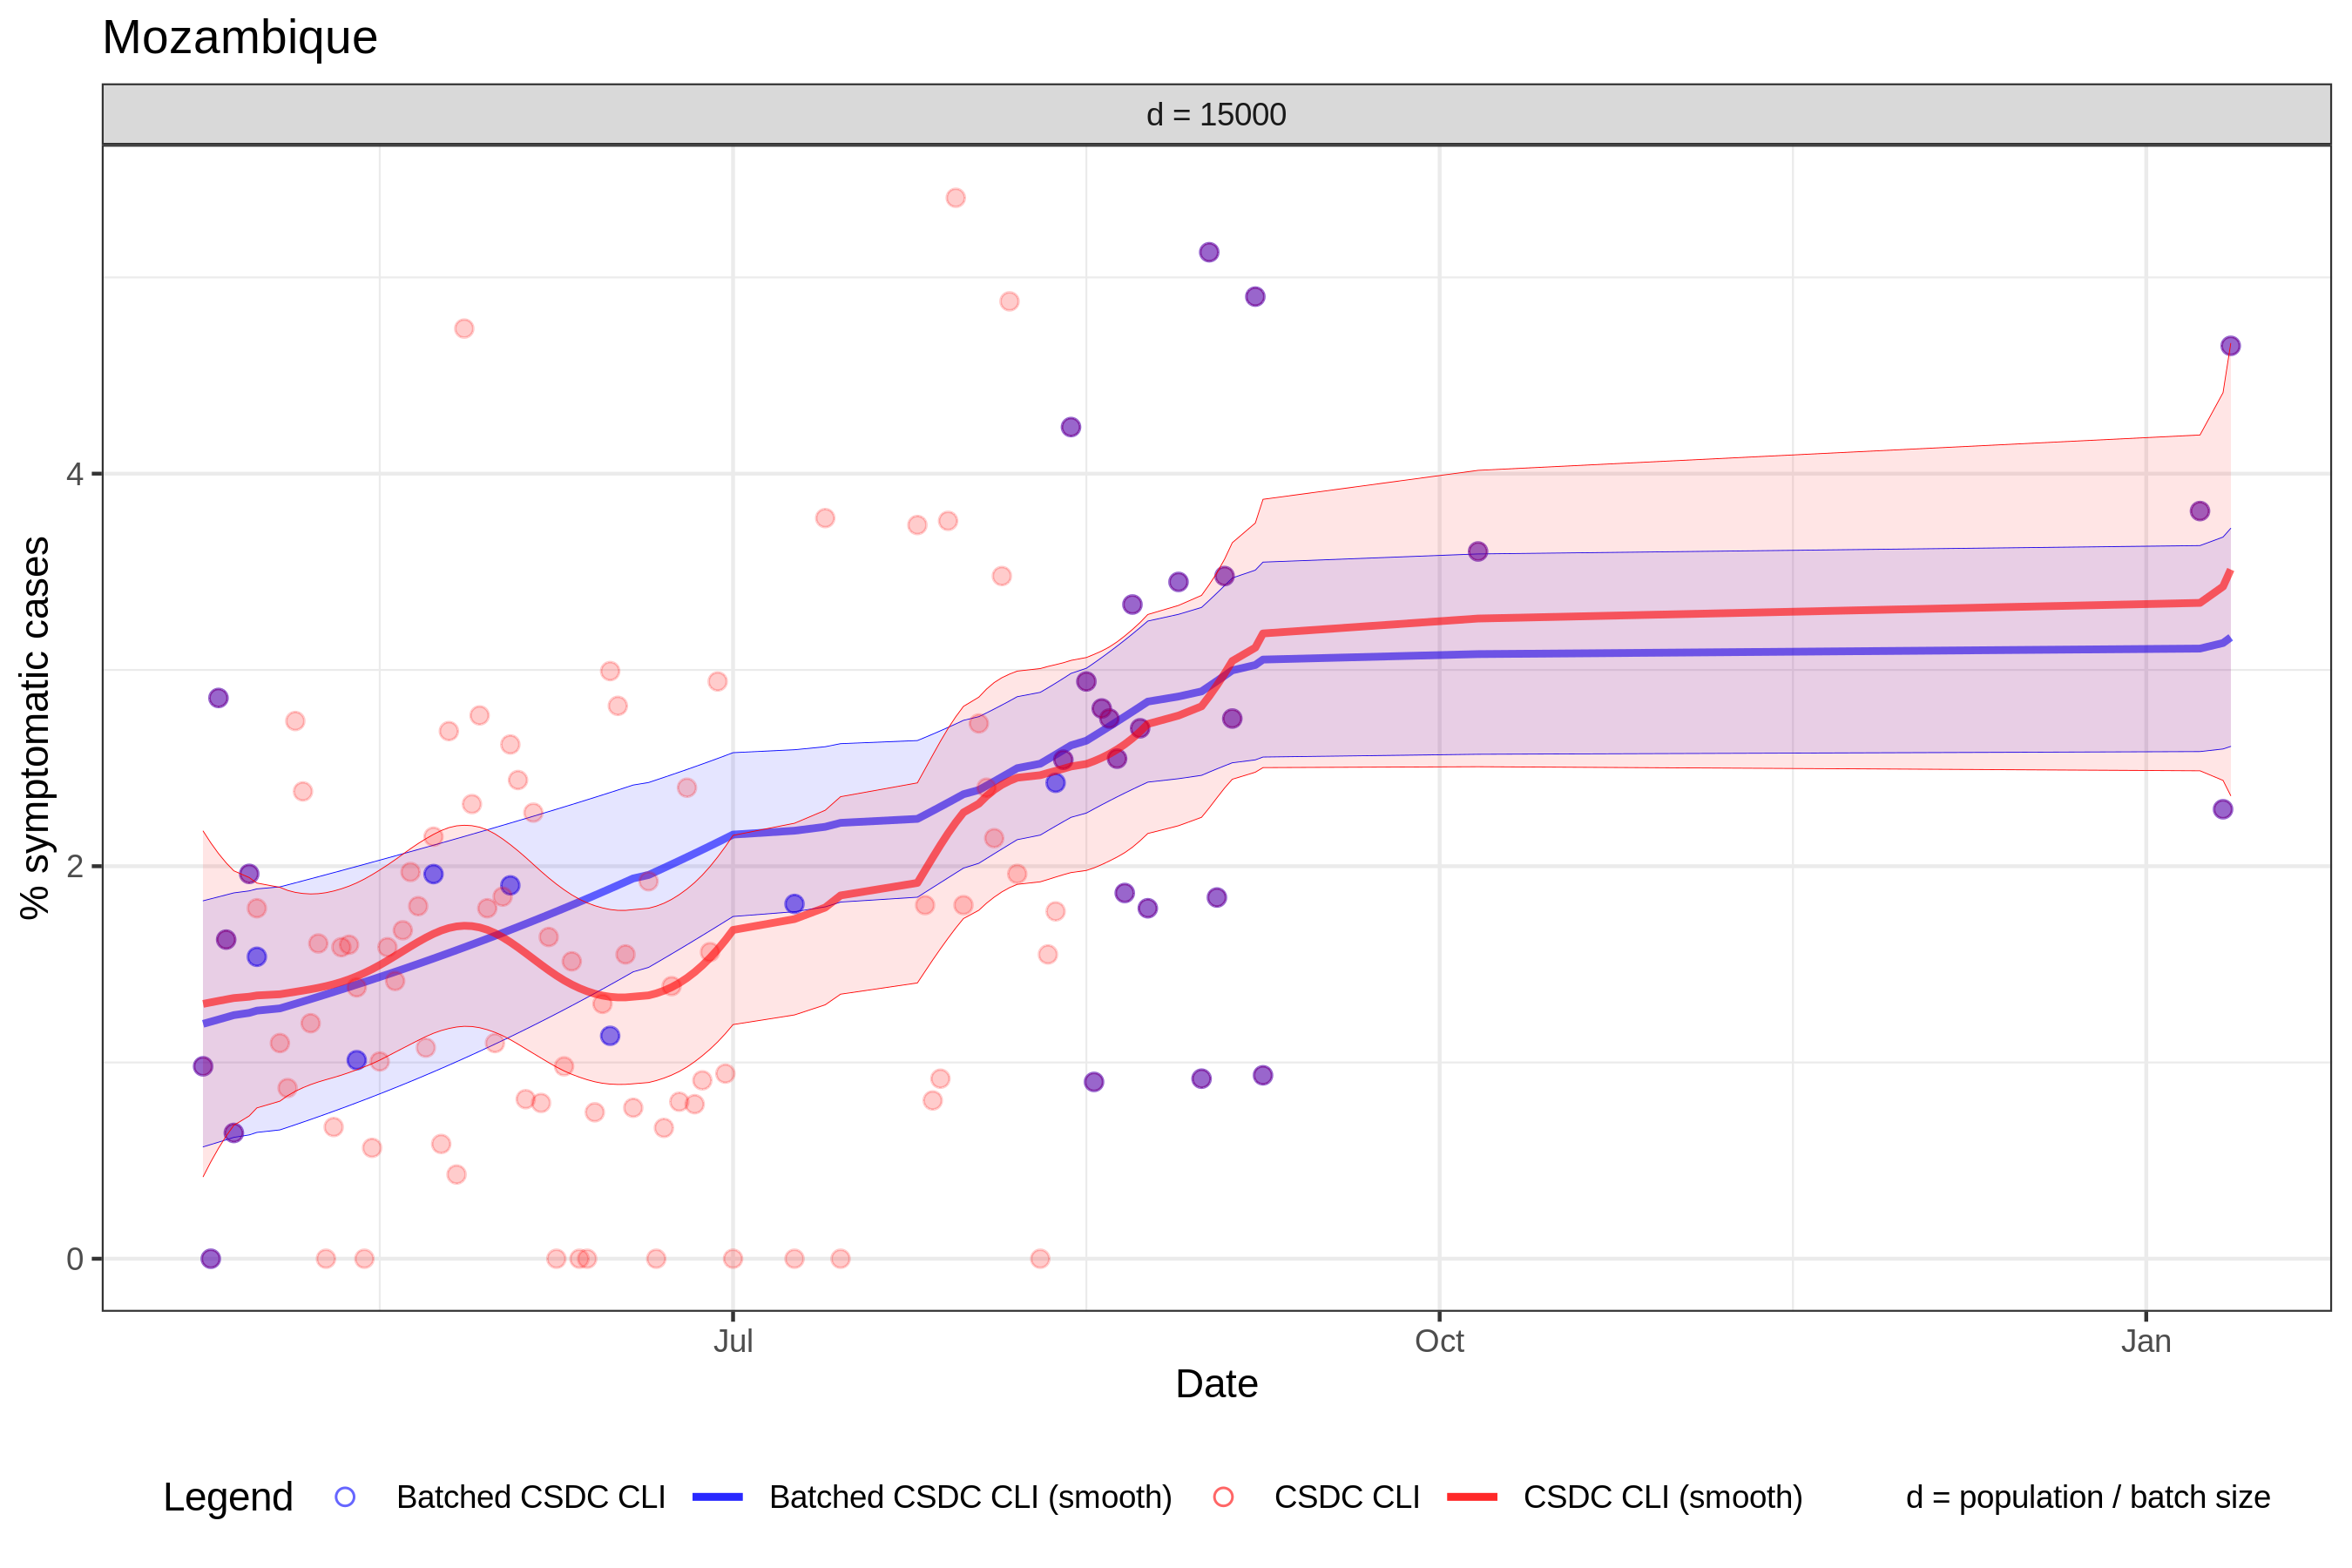 Mozambique
d = 15000
% symptomatic cases
4
2
0
Jul
Oct
Jan
Date
Legend
Batched CSDC CLI
Batched CSDC CLI (smooth)
CSDC CLI
CSDC CLI (smooth)
d = population / batch size